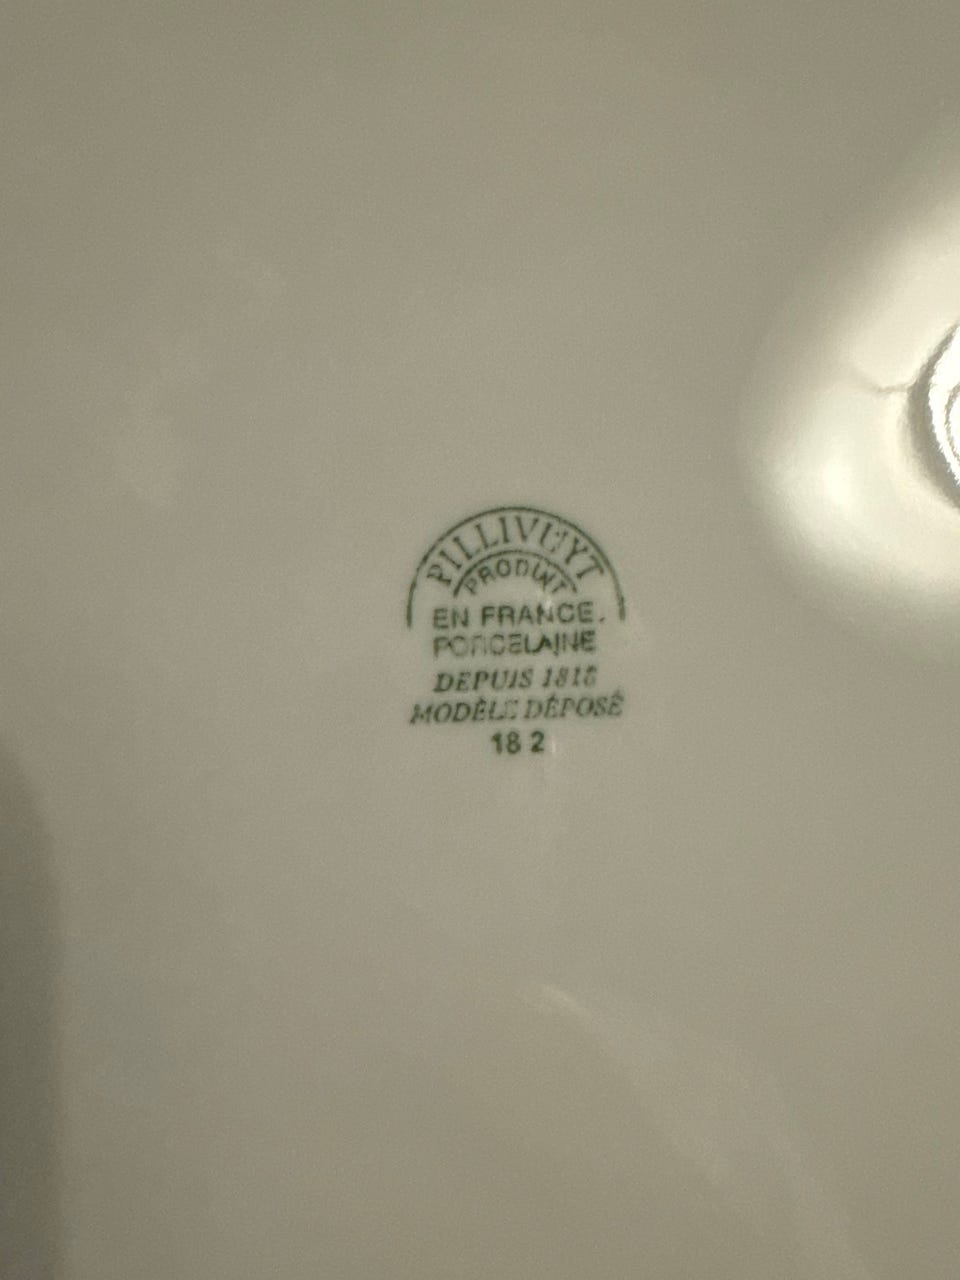 PILLIVUYT
PRODUIT
EN FRANCE.
PORCELAINE
DEPUIS 1818
MODÈLE DÉPOSÉ
18 2